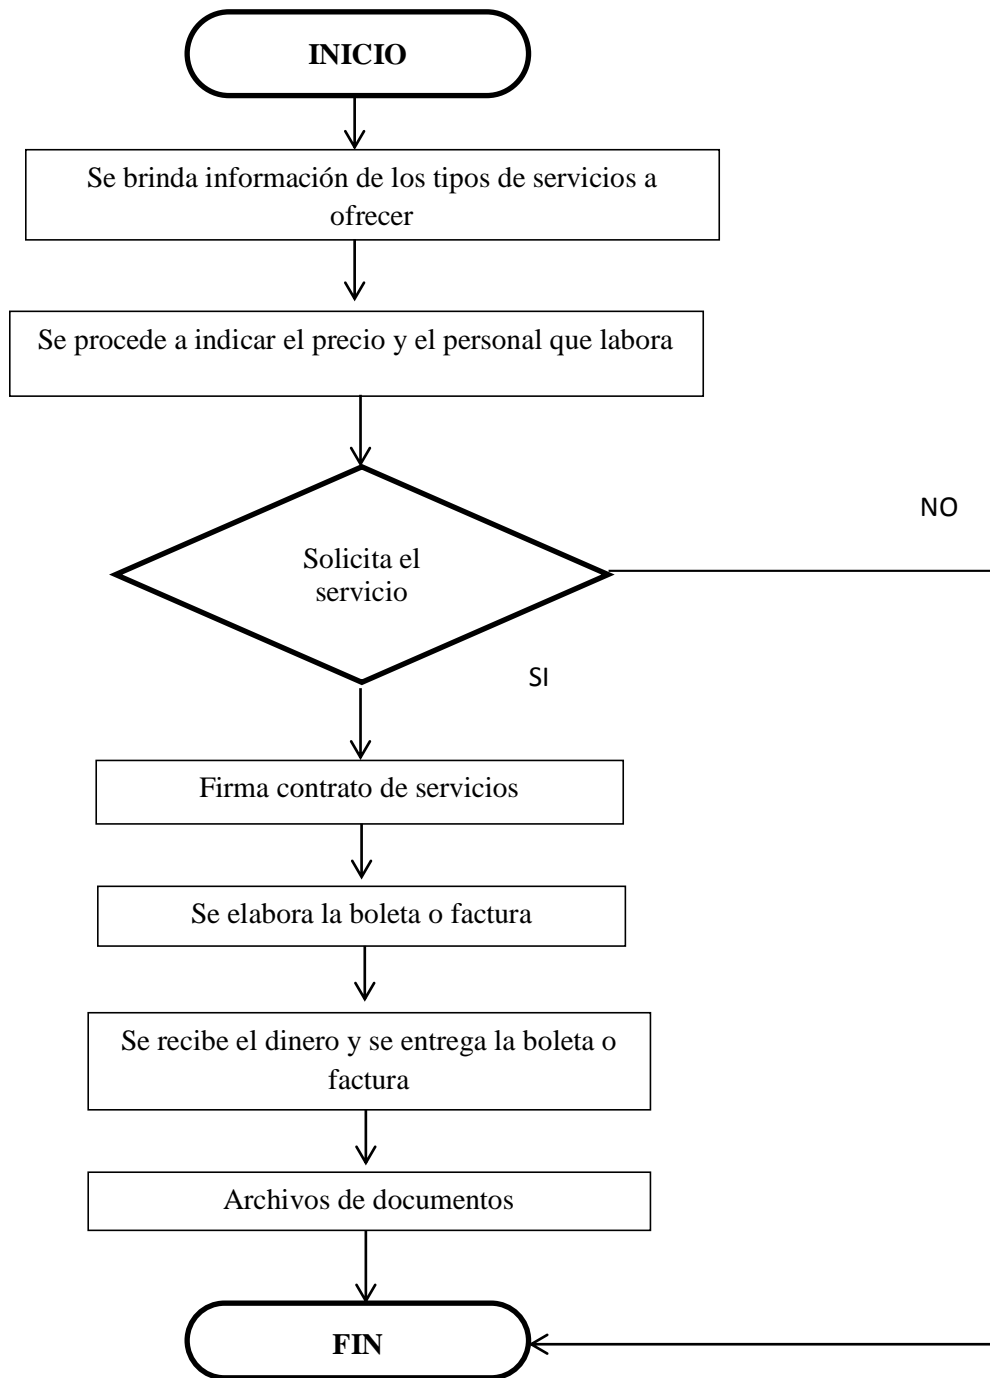 INICIO
Se brinda información de los tipos de servicios a
ofrecer
Se procede a indicar el precio y el personal que labora
NO
Solicita el
servicio
SI
Firma contrato de servicios
Se elabora la boleta o factura
Se recibe el dinero y se entrega la boleta o
factura
Archivos de documentos
FIN